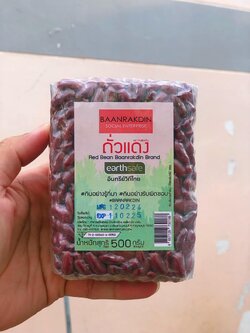 BAANRAKDIN
SOCIAL ENTERPRISE
ถั่วแดง
Red Bean Baanrakdin Brand
earthsafe
อินทรีย์วิถีไทย
#กินอย่างรู้ที่มา #กินอย่างรับผิดชอบ
#BAANRAKDIN
MFG 120224
EXP 110225
น้ำหนักสุทธิ 500 กรัม